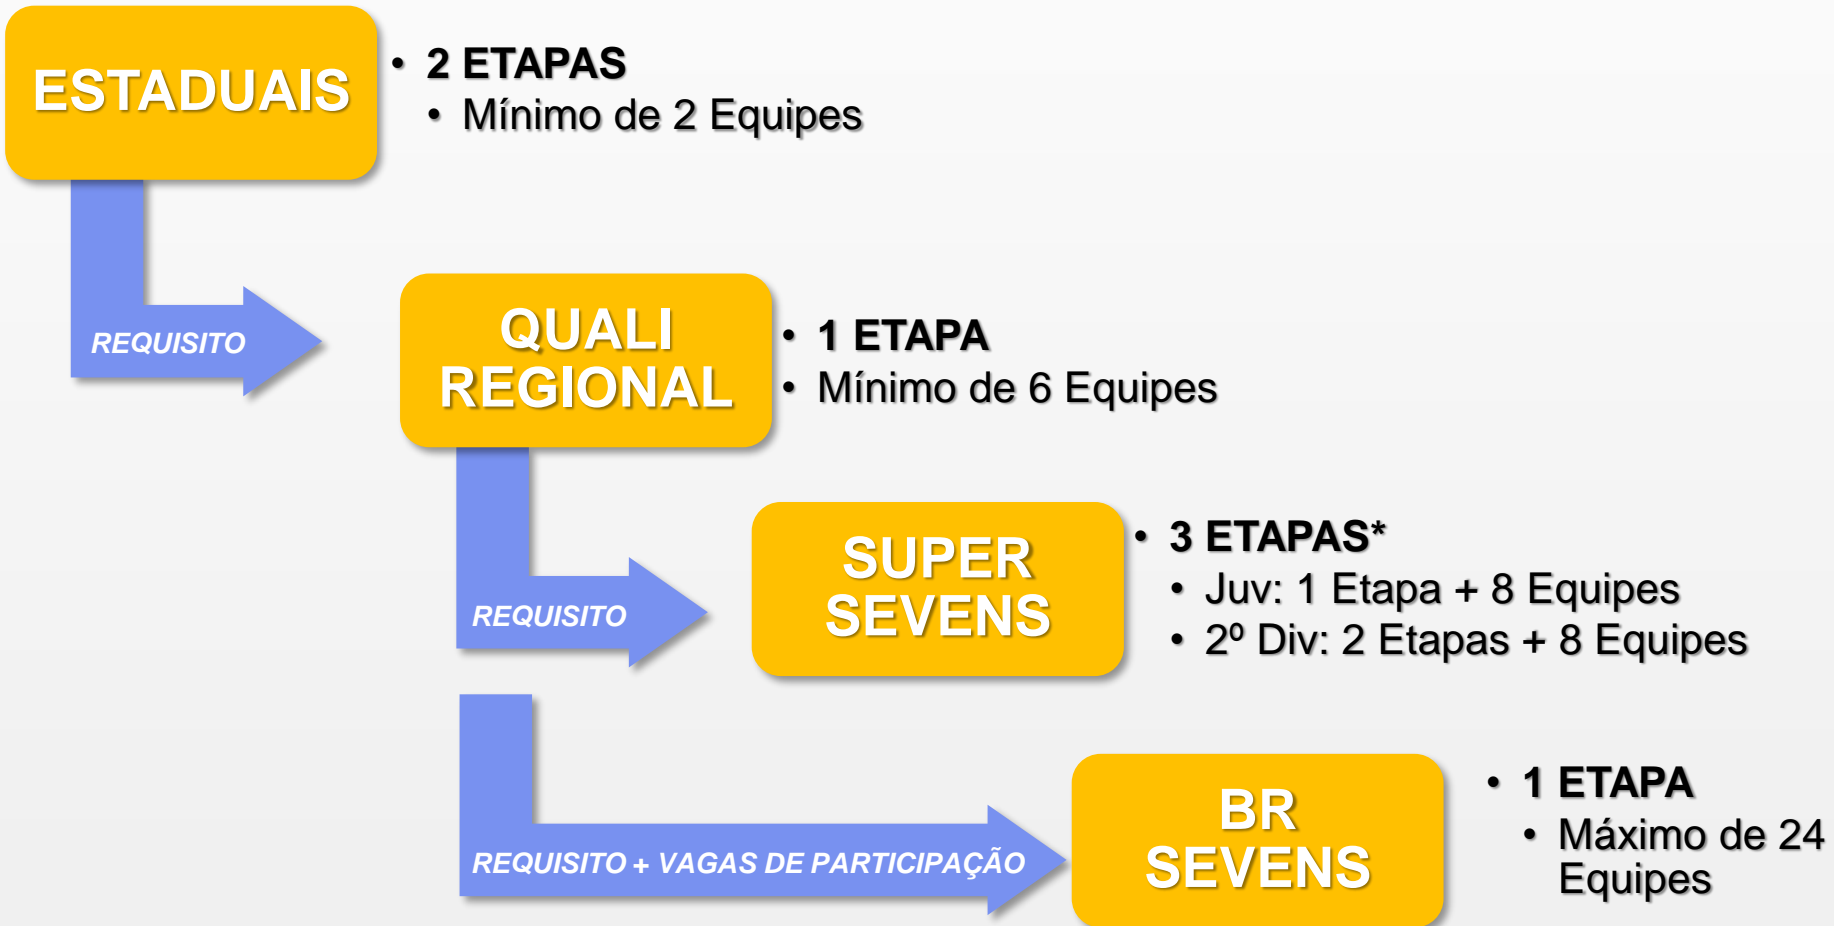 ESTADUAIS
• 2 ETAPAS
• Mínimo de 2 Equipes
REQUISITO
QUALI
REGIONAL
• 1 ETAPA
• Mínimo de 6 Equipes
REQUISITO
SUPER
SEVENS
• 3 ETAPAS*
• Juv: 1 Etapa + 8 Equipes
• 2º Div: 2 Etapas + 8 Equipes
REQUISITO + VAGAS DE PARTICIPAÇÃO
BR
SEVENS
• 1 ETAPA
• Máximo de 24
Equipes